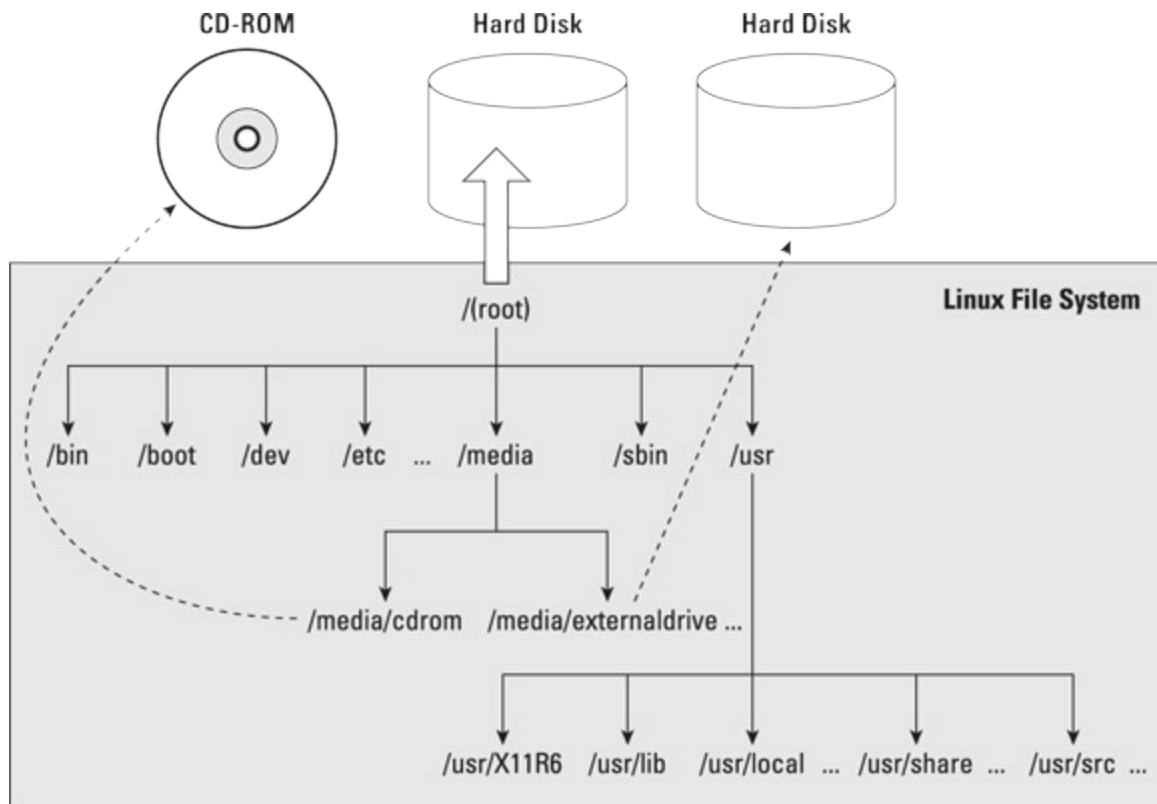 CD-ROM Hard Disk Hard Disk
Linux File System
/(root)
/bin /boot /dev /etc ... /media /sbin /usr
/media/cdrom /media/externaldrive ...
/usr/X11R6 /usr/lib /usr/local ... /usr/share ... /usr/src ...